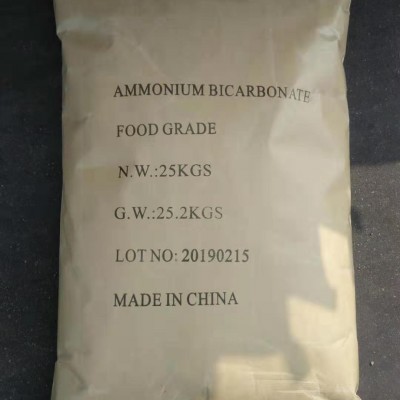 AMMONIUM BICARBONATE
FOOD GRADE
N.W.:25KGS
G.W.:25.2KGS
LOT NO: 20190215
MADE IN CHINA